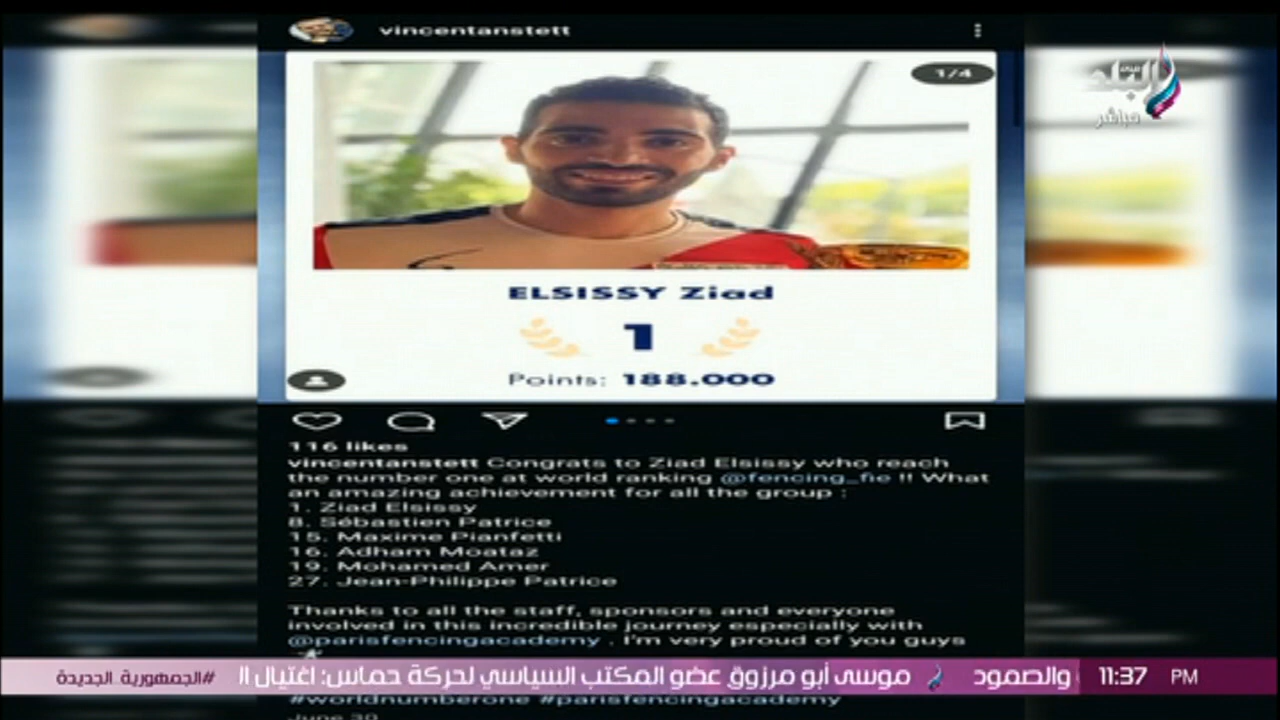 vincentanstett
1/4
صدى
البلد
مباشر
ELSISSY Ziad
1
Points: 188.000
116 likes
vincentanstett Congrats to Ziad Elsissy who reach
the number one at world ranking @fencing_fie !! What
an amazing achievement for all the group :
1. Ziad Elsissy
8. Sébastien Patrice
15. Maxime Pianfetti
16. Adham Moataz
19. Mohamed Amer
27. Jean-Philippe Patrice
Thanks to all the staff, sponsors and everyone
involved in this incredible journey especially with
@parisfencingacademy . I'm very proud of you guys
والصمود موسى أبو مرزوق عضو المكتب السياسي لحركة حماس: اغتيال ال
#الجمهورية الجديدة
11:37 PM
#worldnumberone #parisfencingacademy
June 30